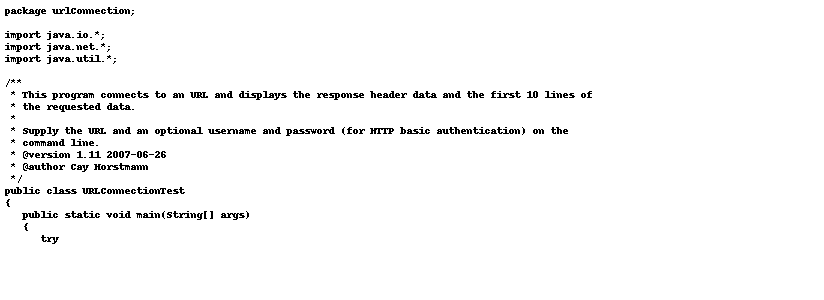 package urlConnection;

import java.io.*;
import java.net.*;
import java.util.*;

/**
 * This program connects to an URL and displays the response header data and the first 10 lines of
 * the requested data.
 *
 * Supply the URL and an optional username and password (for HTTP basic authentication) on the
 * command line.
 * @version 1.11 2007-06-26
 * @author Cay Horstmann
 */
public class URLConnectionTest
{
   public static void main(String[] args)
   {
      try